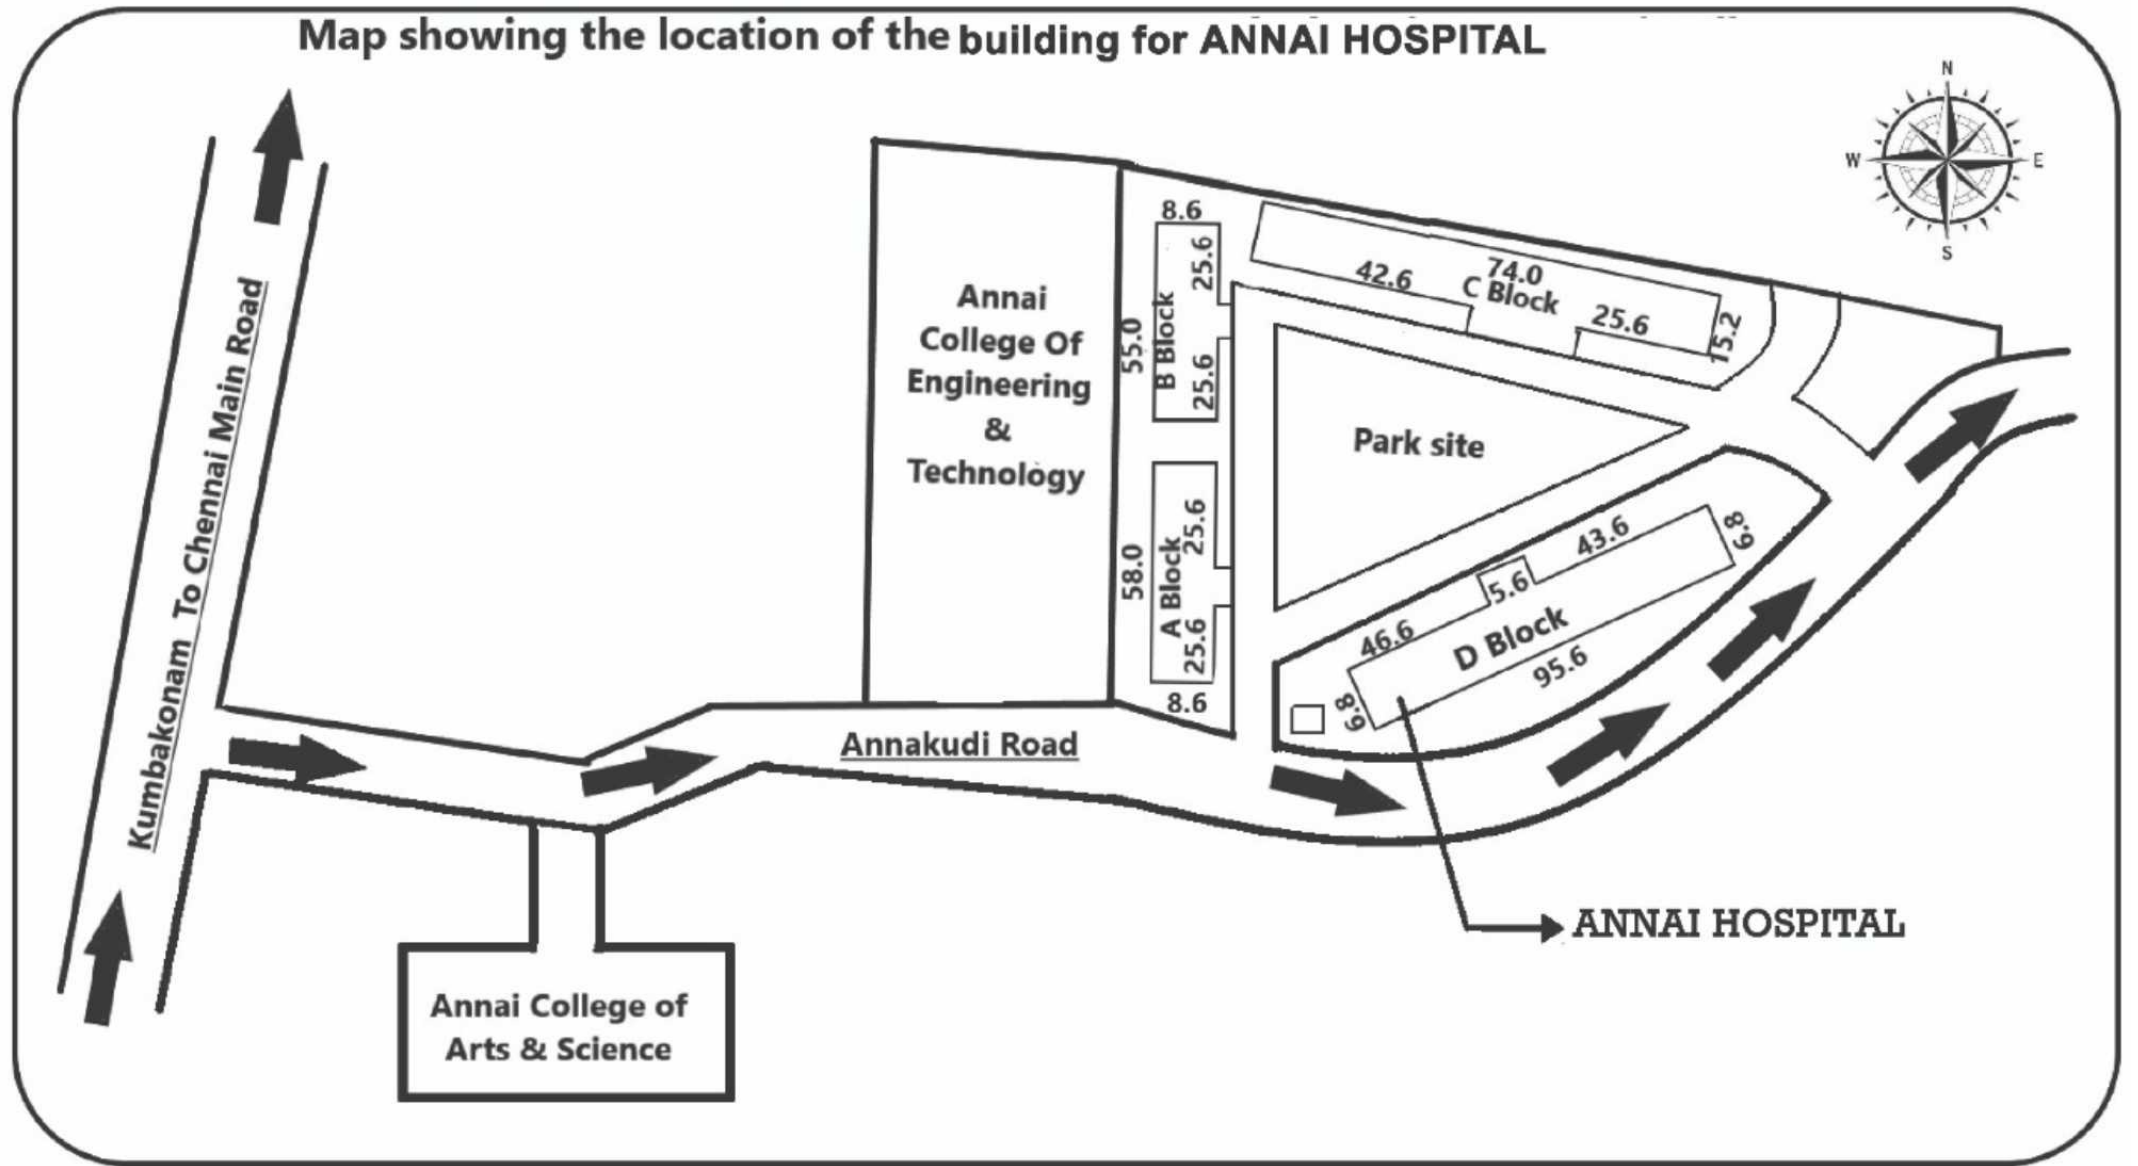 Map showing the location of the building for ANNAI HOSPITAL
N
W
E
S
Kumbakonam To Chennai Main Road
Annai
College Of
Engineering
&
Technology
8.6
25.6
55.0
B Block
25.6
42.6
74.0
C Block
25.6
15.2
Park site
58.0
A Block
25.6
25.6
8.6
43.6
8.9
5.6
46.6
D Block
95.6
8.9
Annakudi Road
ANNAI HOSPITAL
Annai College of
Arts & Science